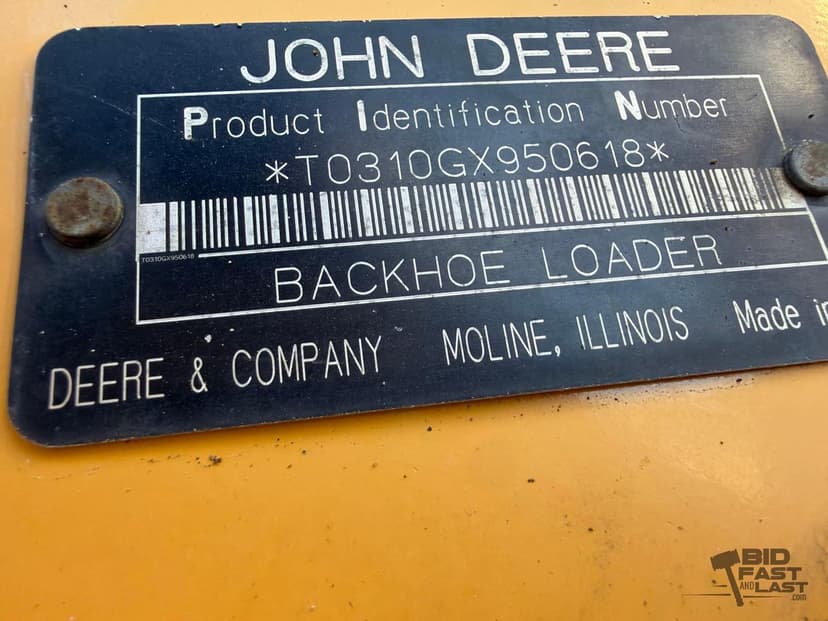 JOHN DEERE
Product Identification Number
*T0310GX950618*
T0310GX950618
BACKHOE LOADER
DEERE & COMPANY MOLINE, ILLINOIS Made in
BID
FAST
AND LAST
.com